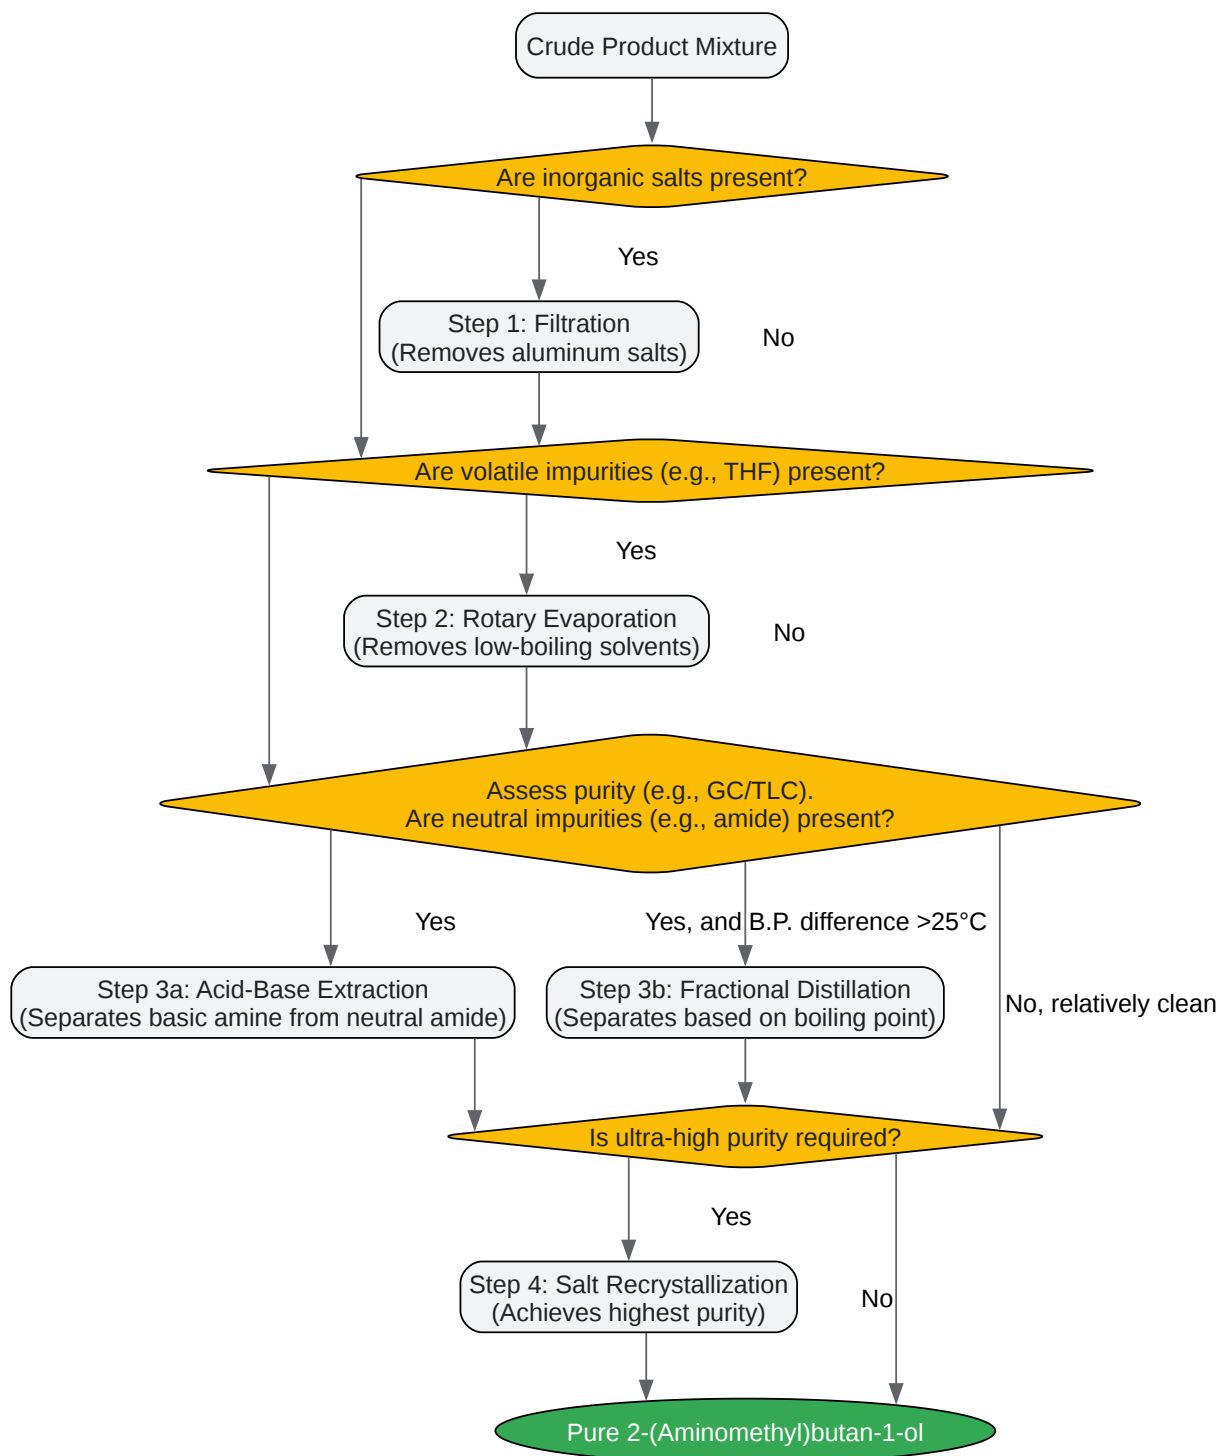 Crude Product Mixture
Are inorganic salts present?
Yes
Step 1: Filtration
(Removes aluminum salts)
No
Are volatile impurities (e.g., THF) present?
Yes
Step 2: Rotary Evaporation
(Removes low-boiling solvents)
No
Assess purity (e.g., GC/TLC).
Are neutral impurities (e.g., amide) present?
Yes
Yes, and B.P. difference >25°C
Step 3a: Acid-Base Extraction
(Separates basic amine from neutral amide)
Step 3b: Fractional Distillation
(Separates based on boiling point)
No, relatively clean
Is ultra-high purity required?
Yes
Step 4: Salt Recrystallization
(Achieves highest purity)
No
Pure 2-(Aminomethyl)butan-1-ol